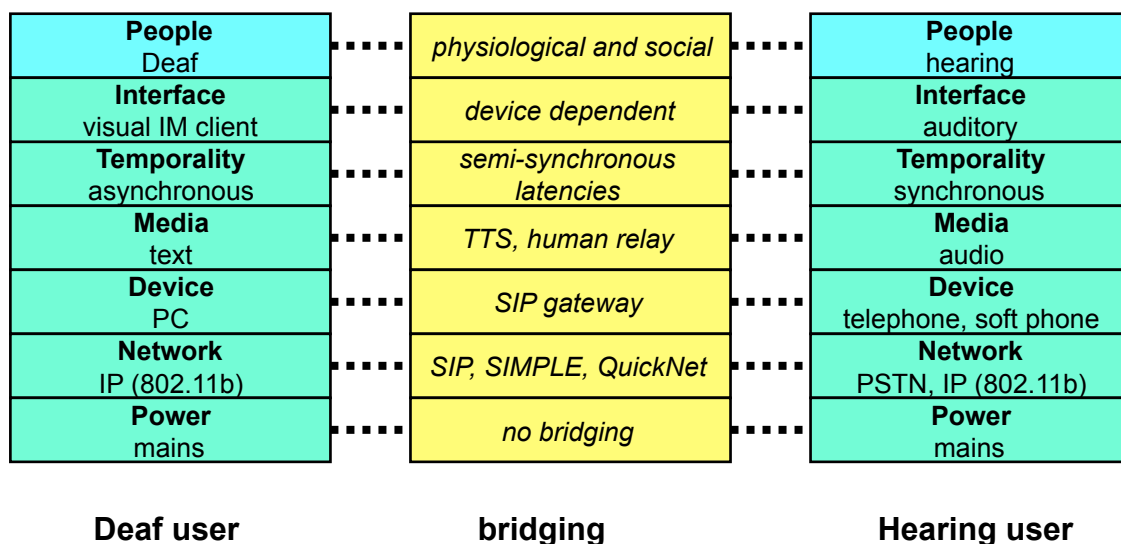 People
Deaf
physiological and social
People
hearing
Interface
visual IM client
device dependent
Interface
auditory
Temporality
asynchronous
semi-synchronous
latencies
Temporality
synchronous
Media
text
TTS, human relay
Media
audio
Device
PC
SIP gateway
Device
telephone, soft phone
Network
IP (802.11b)
SIP, SIMPLE, QuickNet
Network
PSTN, IP (802.11b)
Power
mains
no bridging
Power
mains
Deaf user
bridging
Hearing user